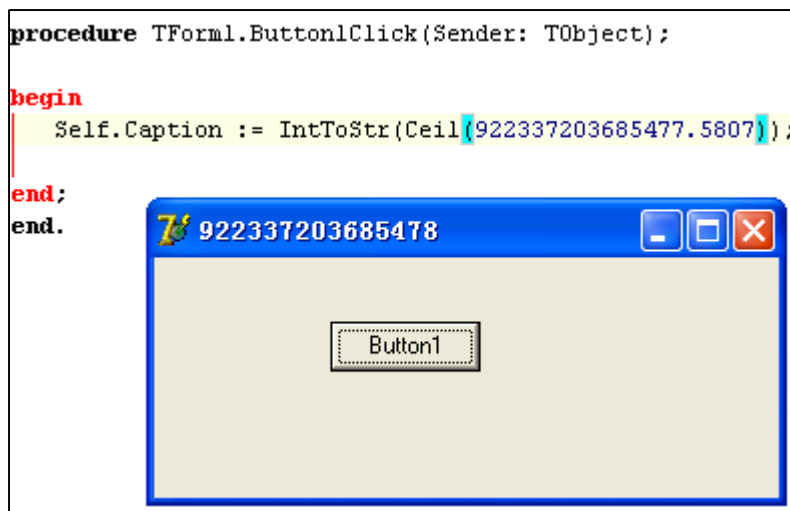 procedure TForm1.Button1Click(Sender: TObject);
begin
Self.Caption := IntToStr(Ceil(922337203685477.5807));
end;
end.
922337203685478
Button1